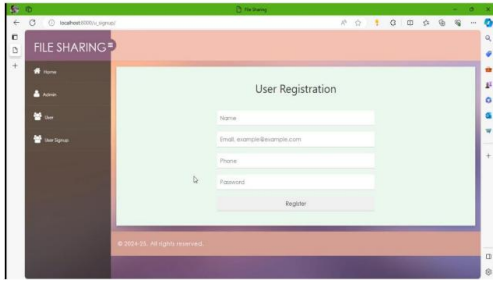 File Sharing
localhost:8000/u_signup/
FILE SHARING
Home
Admin
User
User Signup
User Registration
Name
Email: example@example.com
Phone
Password
Register
© 2024-25. All rights reserved.